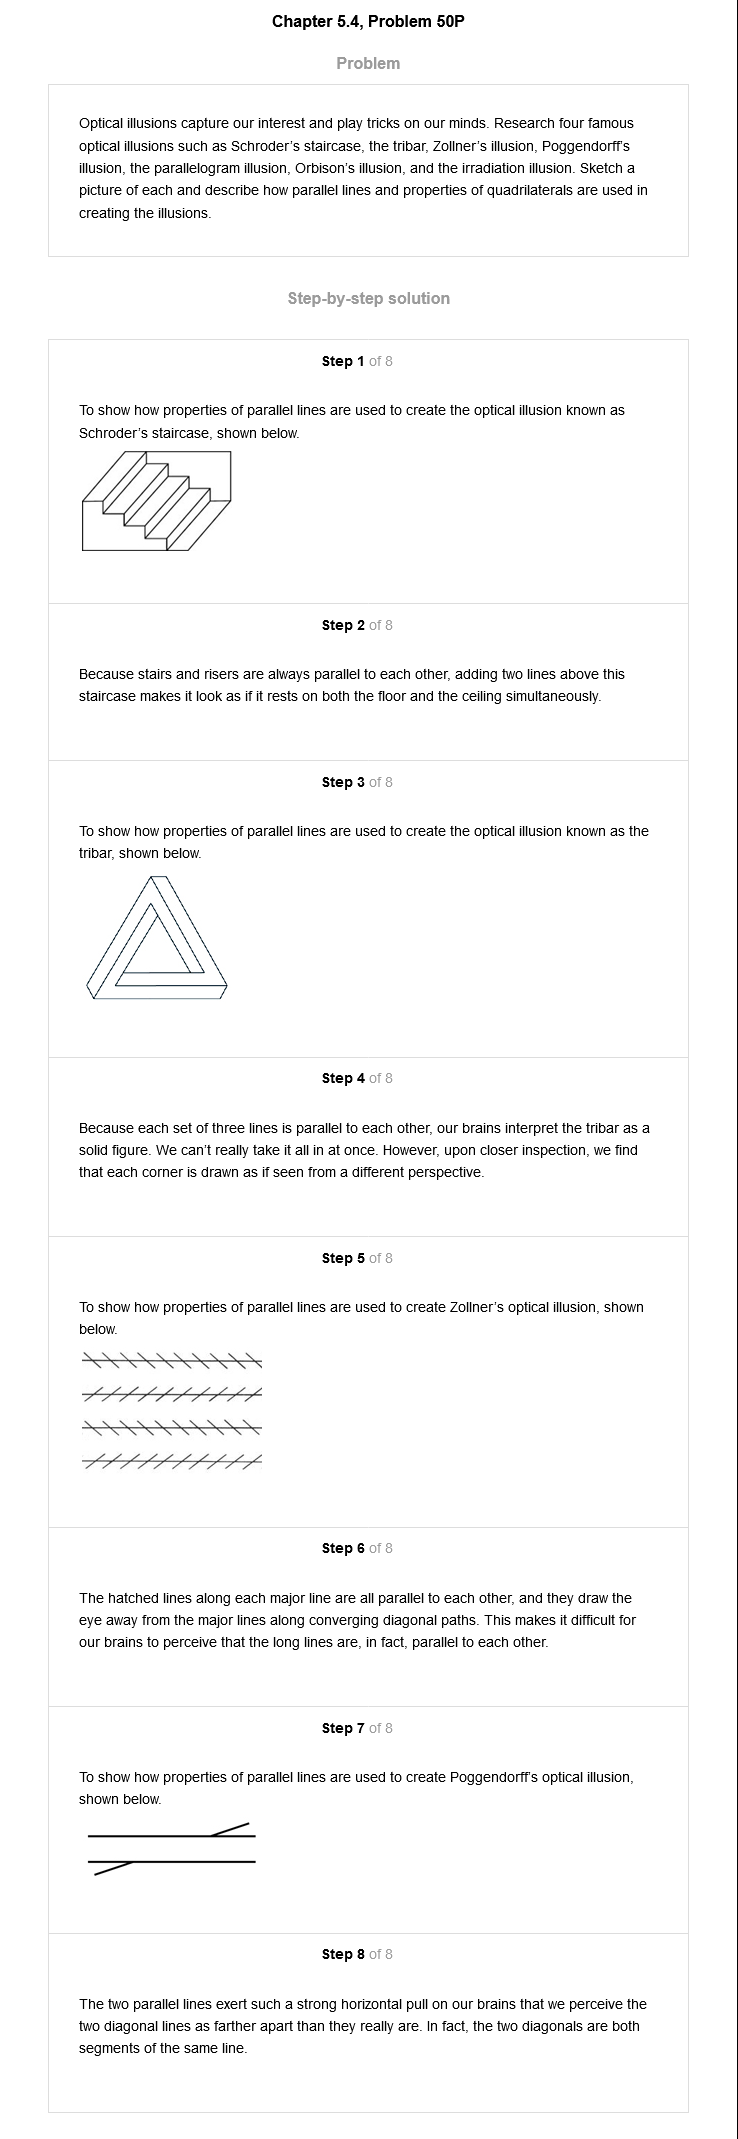 Chapter 5.4, Problem 50P
Problem
Optical illusions capture our interest and play tricks on our minds. Research four famous
optical illusions such as Schroder's staircase, the tribar, Zollner's illusion, Poggendorff's
illusion, the parallelogram illusion, Orbison's illusion, and the irradiation illusion. Sketch a
picture of each and describe how parallel lines and properties of quadrilaterals are used in
creating the illusions.
Step-by-step solution
Step 1 of 8
To show how properties of parallel lines are used to create the optical illusion known as
Schroder's staircase, shown below.
Step 2 of 8
Because stairs and risers are always parallel to each other, adding two lines above this
staircase makes it look as if it rests on both the floor and the ceiling simultaneously.
Step 3 of 8
To show how properties of parallel lines are used to create the optical illusion known as the
tribar, shown below.
Step 4 of 8
Because each set of three lines is parallel to each other, our brains interpret the tribar as a
solid figure. We can't really take it all in at once. However, upon closer inspection, we find
that each corner is drawn as if seen from a different perspective.
Step 5 of 8
To show how properties of parallel lines are used to create Zollner's optical illusion, shown
below.
Step 6 of 8
The hatched lines along each major line are all parallel to each other, and they draw the
eye away from the major lines along converging diagonal paths. This makes it difficult for
our brains to perceive that the long lines are, in fact, parallel to each other.
Step 7 of 8
To show how properties of parallel lines are used to create Poggendorff's optical illusion,
shown below.
Step 8 of 8
The two parallel lines exert such a strong horizontal pull on our brains that we perceive the
two diagonal lines as farther apart than they really are. In fact, the two diagonals are both
segments of the same line.